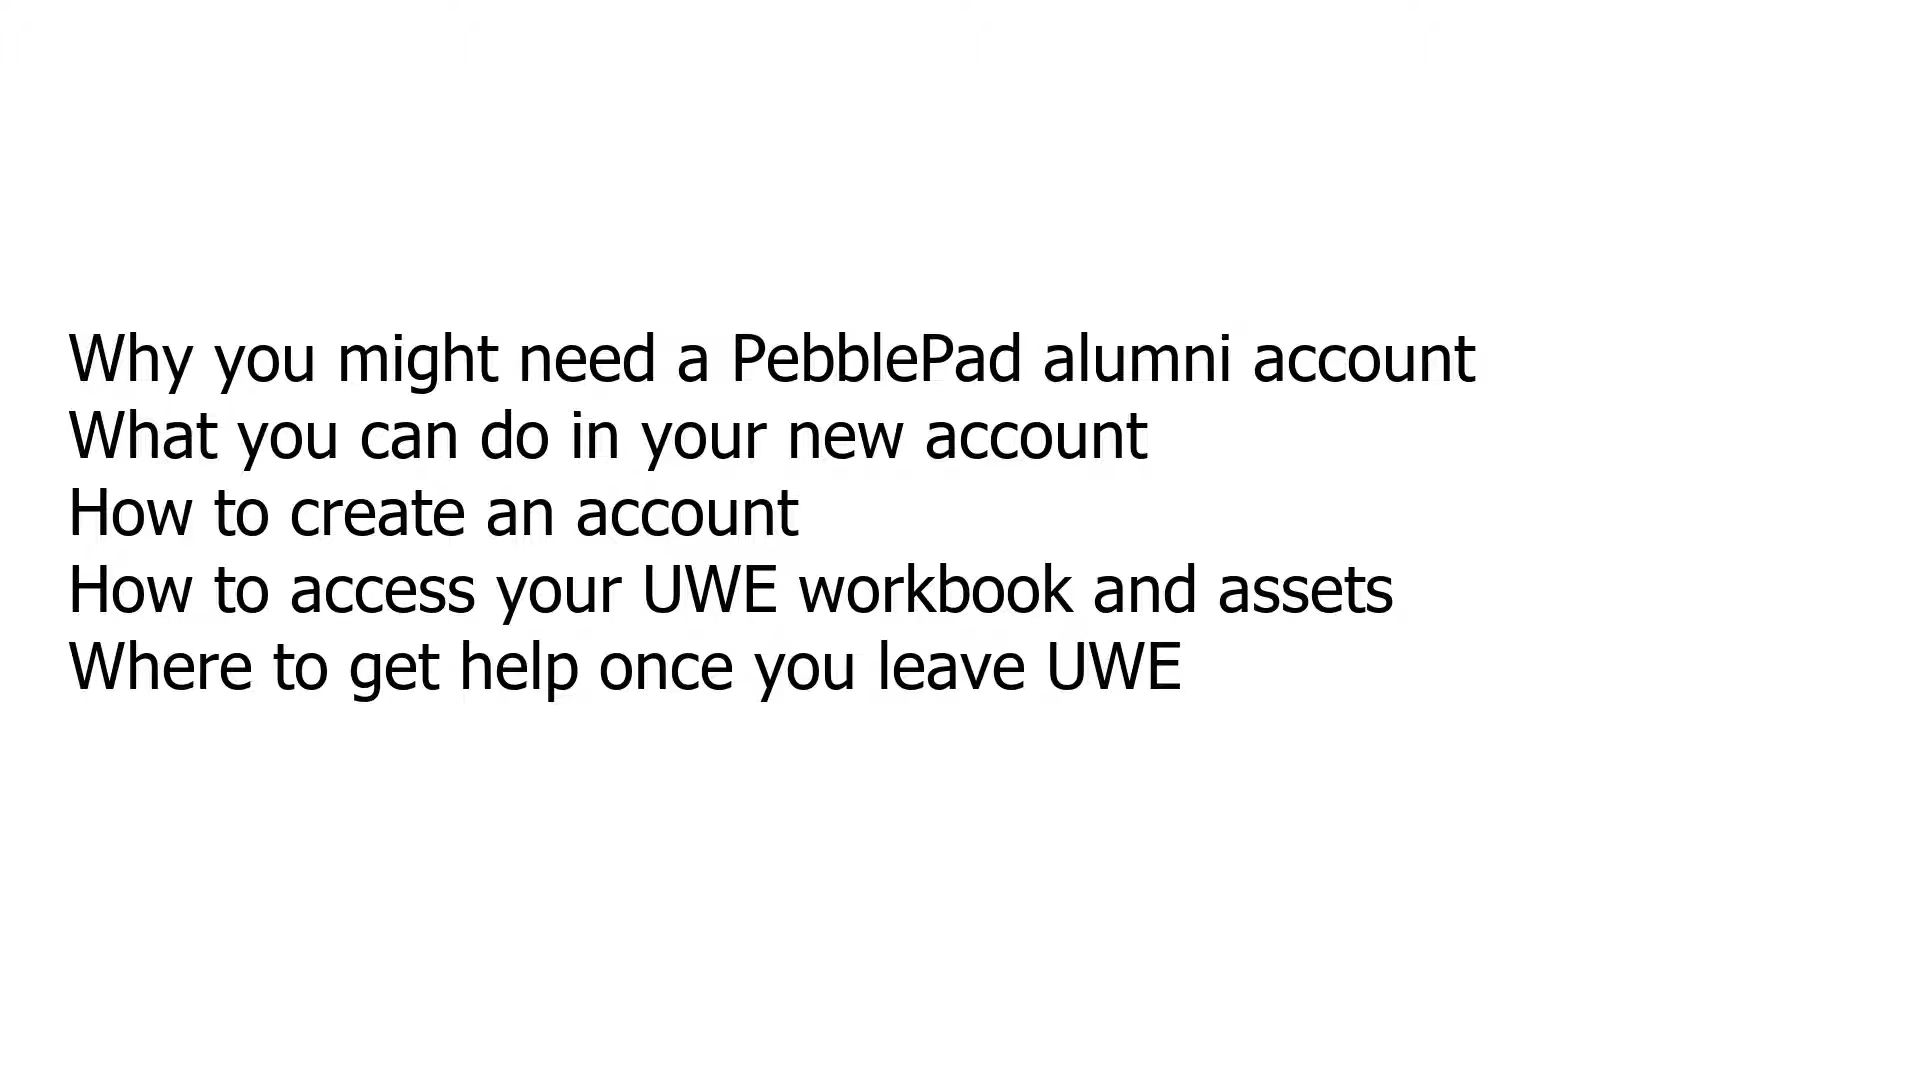 Why you might need a PebblePad alumni account
What you can do in your new account
How to create an account
How to access your UWE workbook and assets
Where to get help once you leave UWE